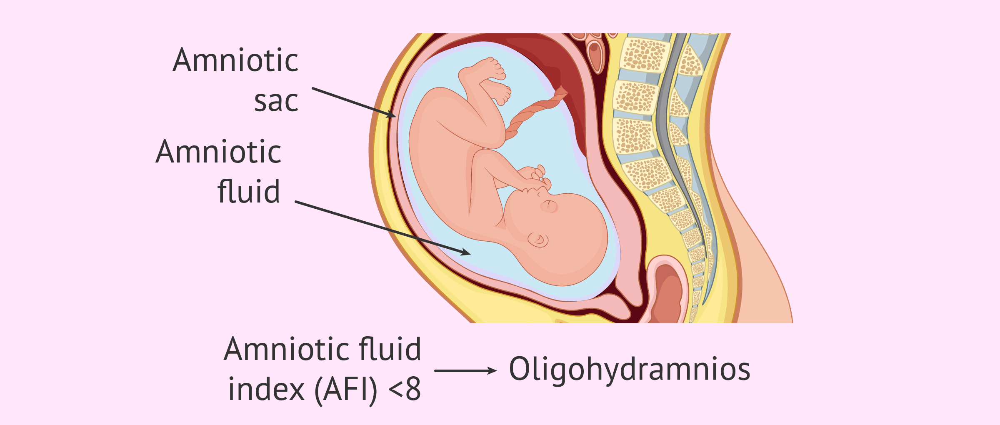 Amniotic
sac
Amniotic
fluid
Amniotic fluid
index (AFI) <8
Oligohydramnios